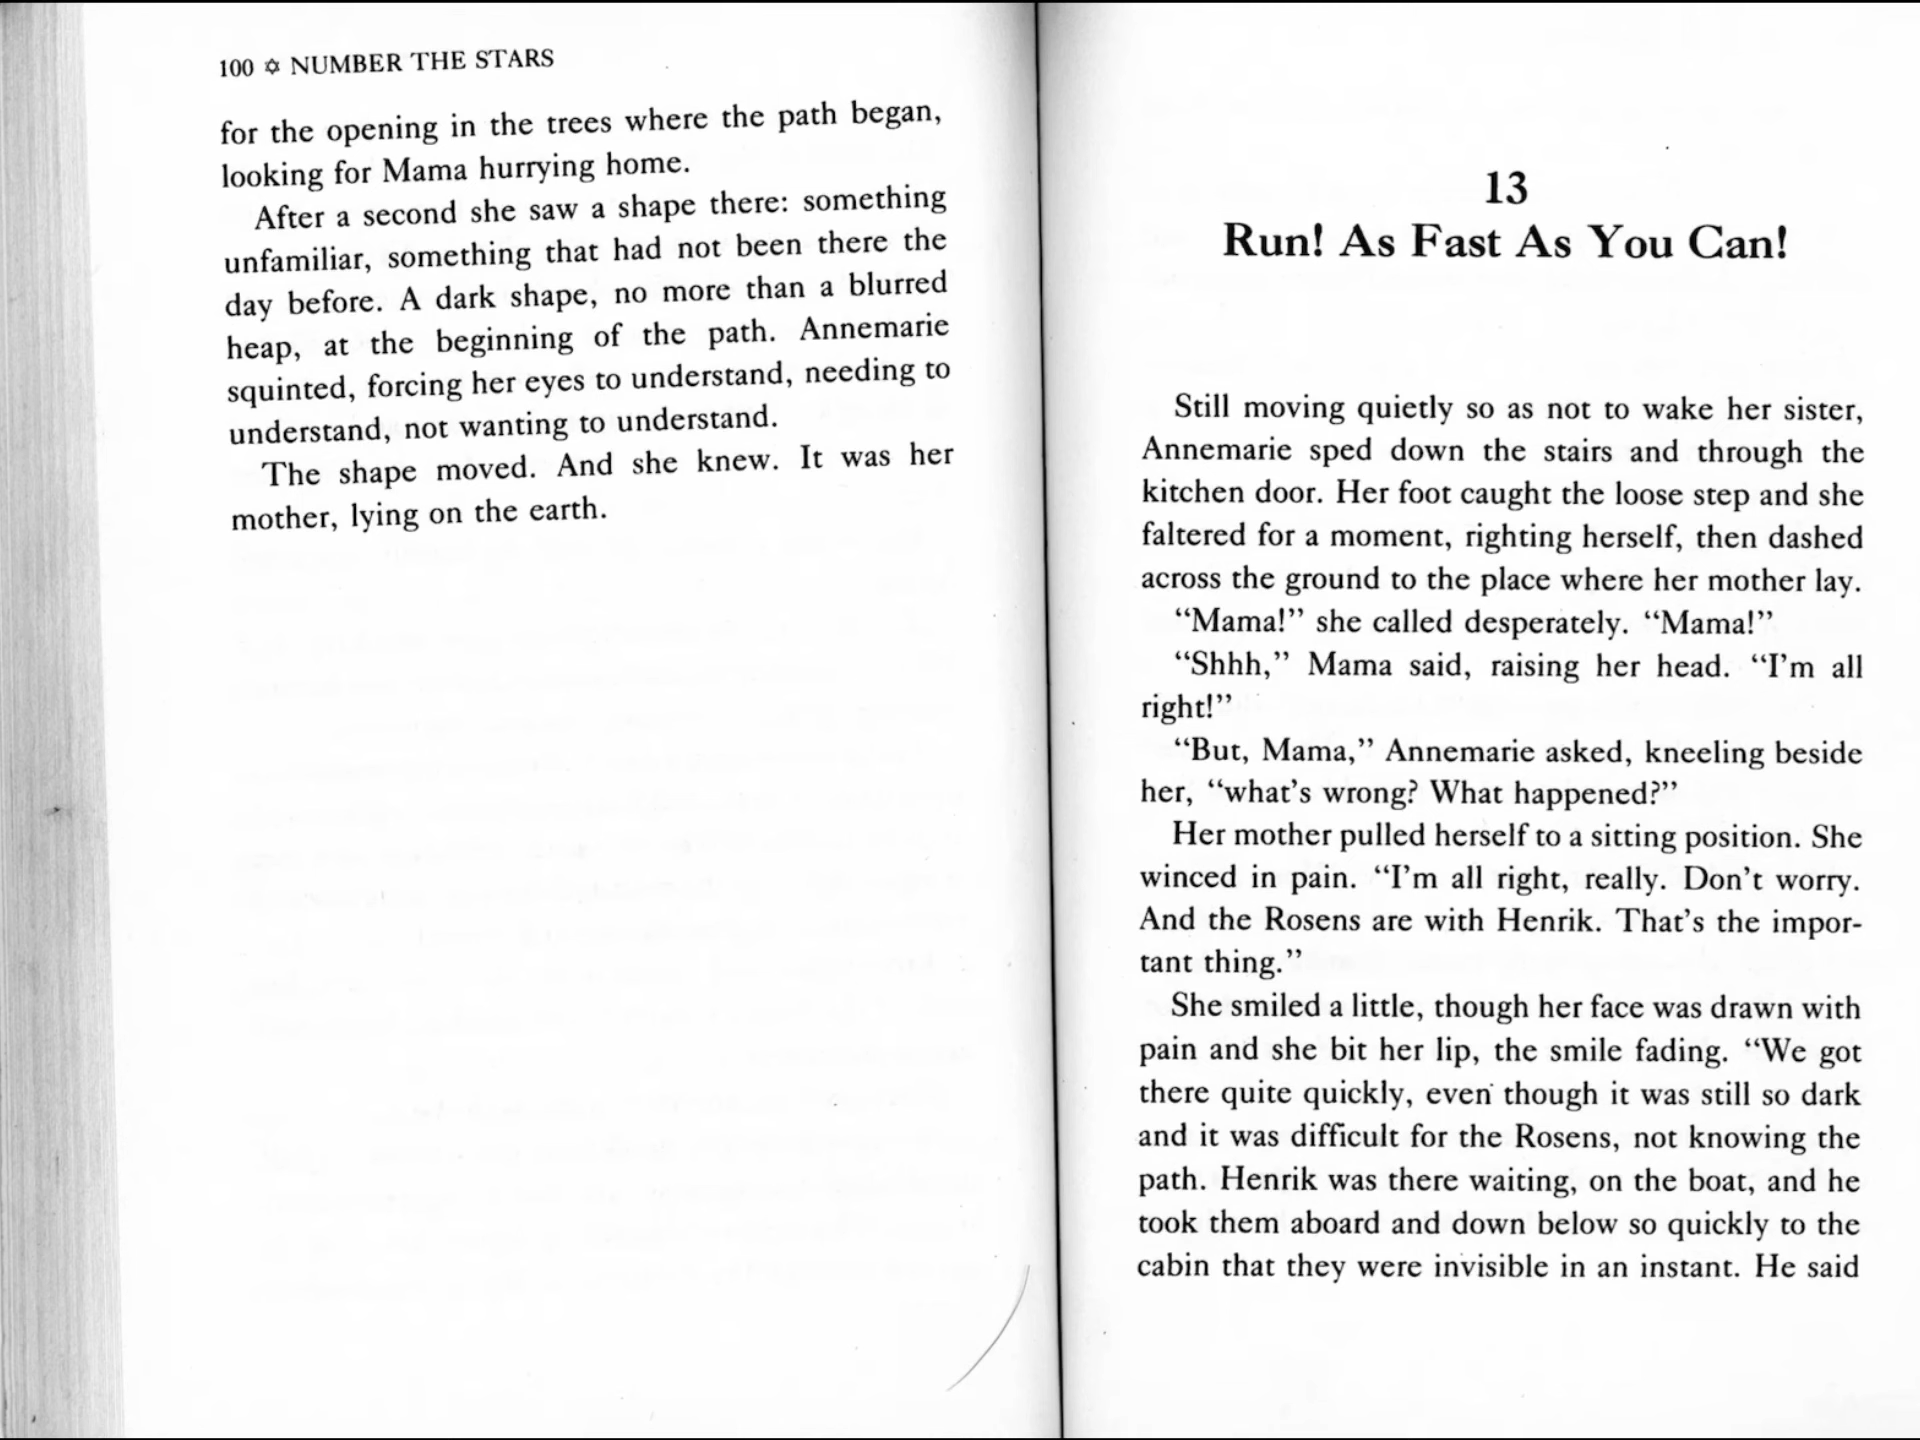 100 ✡ NUMBER THE STARS
for the opening in the trees where the path began,
looking for Mama hurrying home.
After a second she saw a shape there: something
unfamiliar, something that had not been there the
day before. A dark shape, no more than a blurred
heap, at the beginning of the path. Annemarie
squinted, forcing her eyes to understand, needing to
understand, not wanting to understand.
The shape moved. And she knew. It was her
mother, lying on the earth.
13
Run! As Fast As You Can!
Still moving quietly so as not to wake her sister,
Annemarie sped down the stairs and through the
kitchen door. Her foot caught the loose step and she
faltered for a moment, righting herself, then dashed
across the ground to the place where her mother lay.
“Mama!” she called desperately. “Mama!”
“Shhh,” Mama said, raising her head. “I’m all
right!”
“But, Mama,” Annemarie asked, kneeling beside
her, “what’s wrong? What happened?”
Her mother pulled herself to a sitting position. She
winced in pain. “I’m all right, really. Don’t worry.
And the Rosens are with Henrik. That’s the impor-
tant thing.”
She smiled a little, though her face was drawn with
pain and she bit her lip, the smile fading. “We got
there quite quickly, even though it was still so dark
and it was difficult for the Rosens, not knowing the
path. Henrik was there waiting, on the boat, and he
took them aboard and down below so quickly to the
cabin that they were invisible in an instant. He said